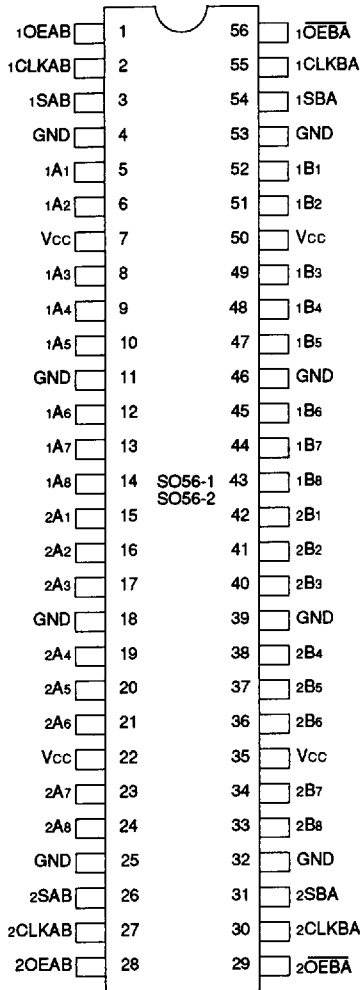 1OEAB 1 56 1O̅E̅B̅A̅
1CLKAB 2 55 1CLKBA
1SAB 3 54 1SBA
GND 4 53 GND
1A1 5 52 1B1
1A2 6 51 1B2
Vcc 7 50 Vcc
1A3 8 49 1B3
1A4 9 48 1B4
1A5 10 47 1B5
GND 11 46 GND
1A6 12 45 1B6
1A7 13 44 1B7
1A8 14 SO56-1 43 1B8
SO56-2
2A1 15 42 2B1
2A2 16 41 2B2
2A3 17 40 2B3
GND 18 39 GND
2A4 19 38 2B4
2A5 20 37 2B5
2A6 21 36 2B6
Vcc 22 35 Vcc
2A7 23 34 2B7
2A8 24 33 2B8
GND 25 32 GND
2SAB 26 31 2SBA
2CLKAB 27 30 2CLKBA
2OEAB 28 29 2O̅E̅B̅A̅